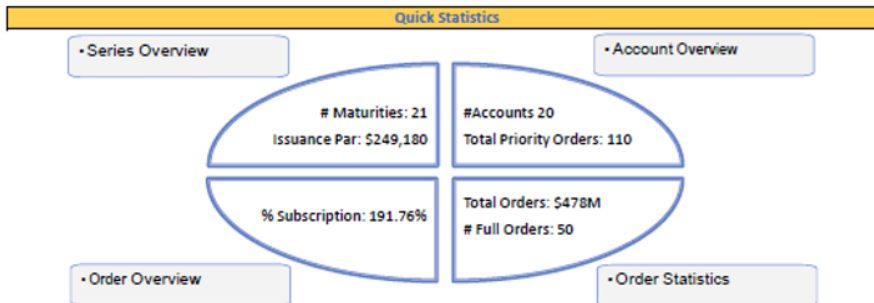 Quick Statistics
• Series Overview
• Account Overview
# Maturities: 21
Issuance Par: $249,180
#Accounts 20
Total Priority Orders: 110
% Subscription: 191.76%
Total Orders: $478M
# Full Orders: 50
• Order Overview
• Order Statistics